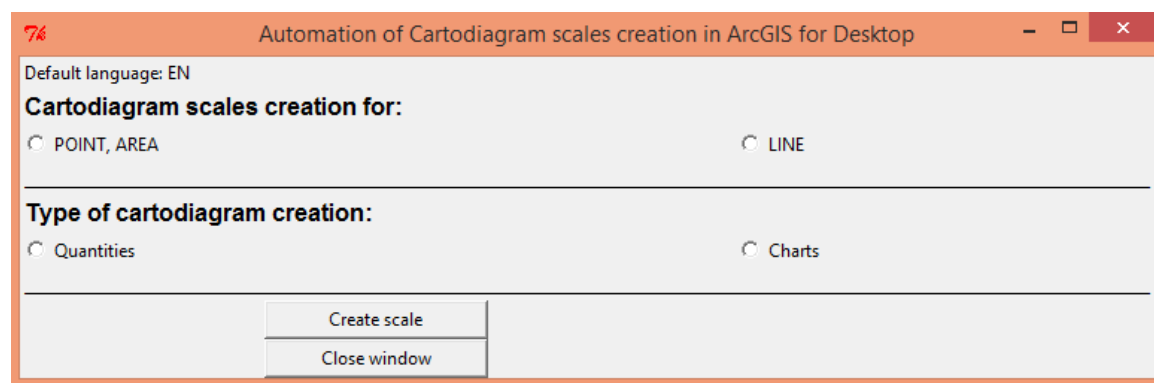 Automation of Cartodiagram scales creation in ArcGIS for Desktop
Default language: EN
Cartodiagram scales creation for:
POINT, AREA LINE
Type of cartodiagram creation:
Quantities Charts
Create scale
Close window